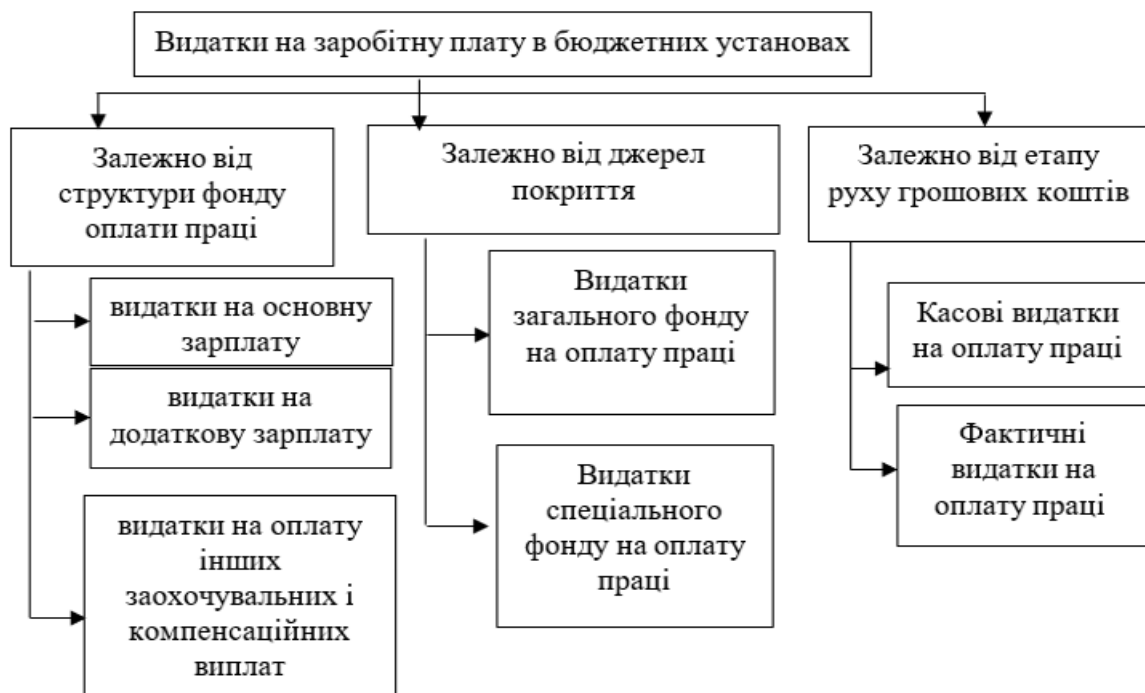 Видатки на заробітну плату в бюджетних установах
Залежно від
структури фонду
оплати праці
Залежно від джерел
покриття
Залежно від етапу
руху грошових коштів
видатки на основну
зарплату
видатки на
додаткову зарплату
видатки на оплату
інших
заохочувальних і
компенсаційних
виплат
Видатки
загального фонду
на оплату праці
Видатки
спеціального
фонду на оплату
праці
Касові видатки
на оплату праці
Фактичні
видатки на
оплату праці